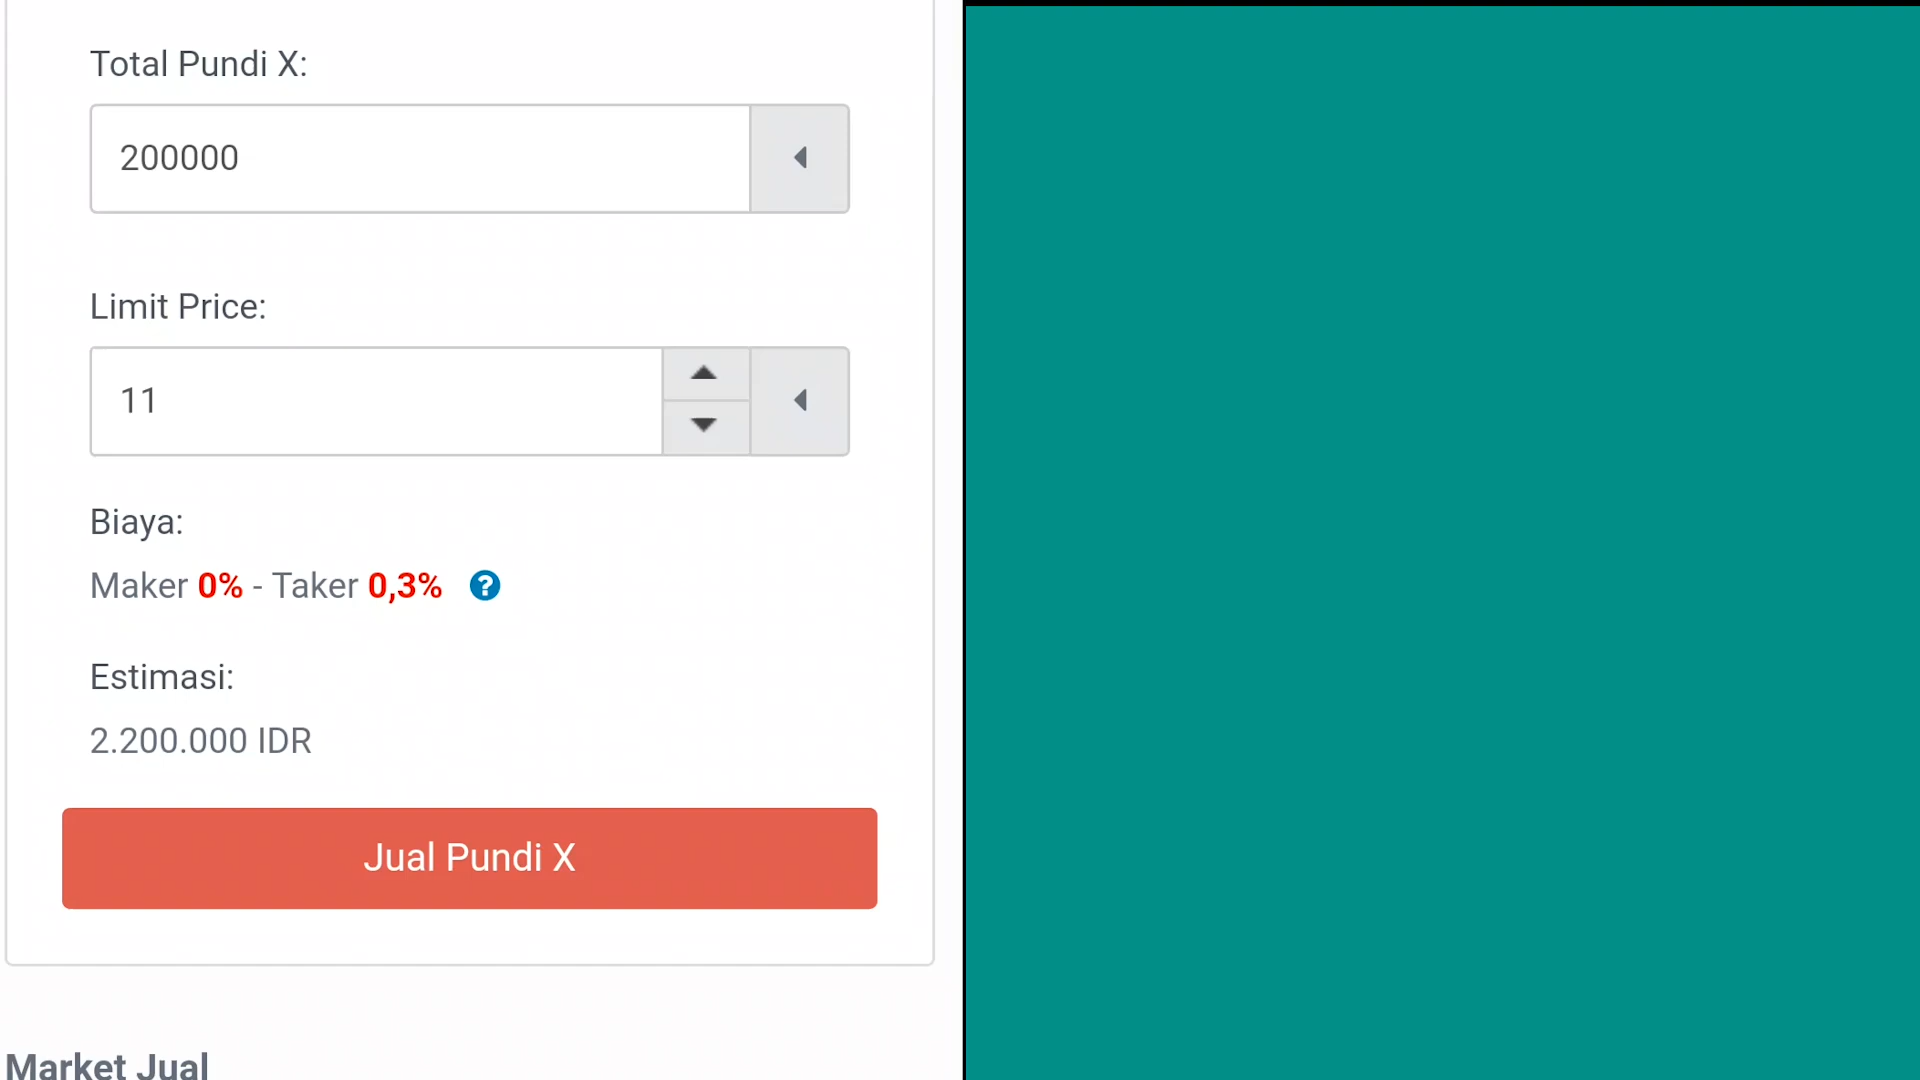 Total Pundi X:
200000
Limit Price:
11
Biaya:
Maker 0% - Taker 0,3% ?
Estimasi:
2.200.000 IDR
Jual Pundi X
Market Jual